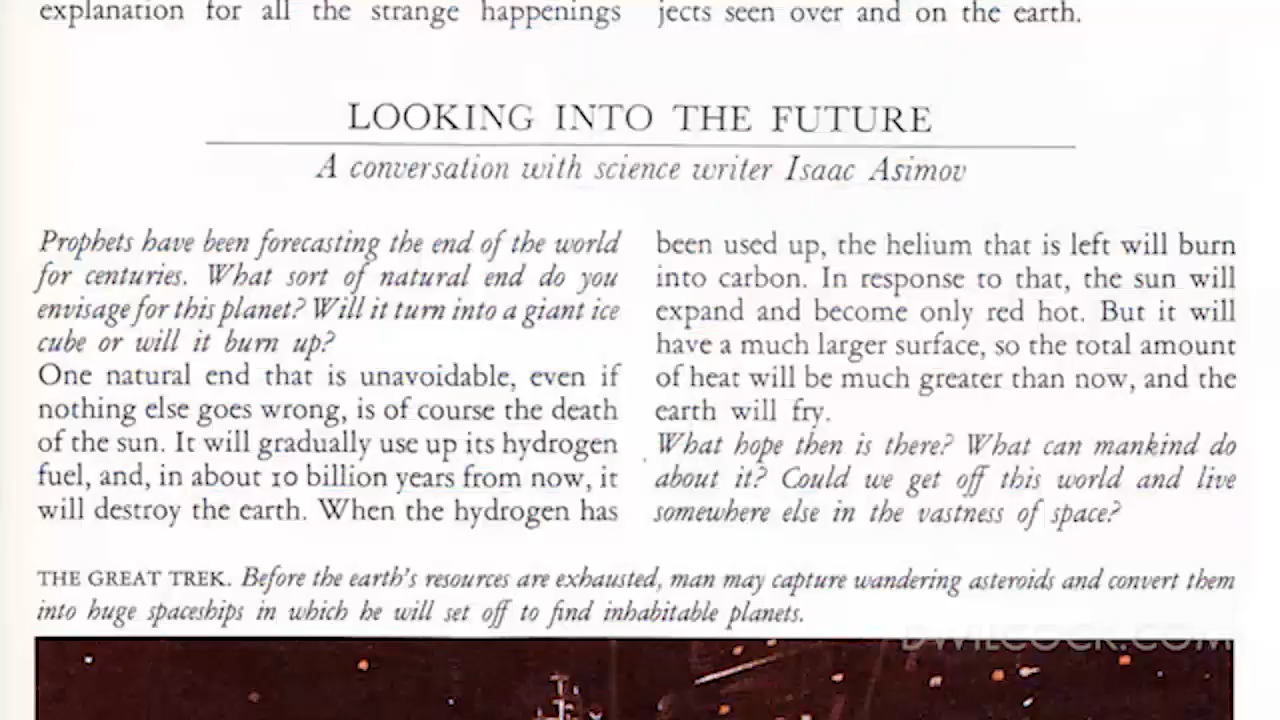 explanation for all the strange happenings
jects seen over and on the earth.
LOOKING INTO THE FUTURE
A conversation with science writer Isaac Asimov
Prophets have been forecasting the end of the world
for centuries. What sort of natural end do you
envisage for this planet? Will it turn into a giant ice
cube or will it burn up?
One natural end that is unavoidable, even if
nothing else goes wrong, is of course the death
of the sun. It will gradually use up its hydrogen
fuel, and, in about 10 billion years from now, it
will destroy the earth. When the hydrogen has
been used up, the helium that is left will burn
into carbon. In response to that, the sun will
expand and become only red hot. But it will
have a much larger surface, so the total amount
of heat will be much greater than now, and the
earth will fry.
What hope then is there? What can mankind do
about it? Could we get off this world and live
somewhere else in the vastness of space?
THE GREAT TREK. Before the earth's resources are exhausted, man may capture wandering asteroids and convert them
into huge spaceships in which he will set off to find inhabitable planets.
DWILCOCK.COM